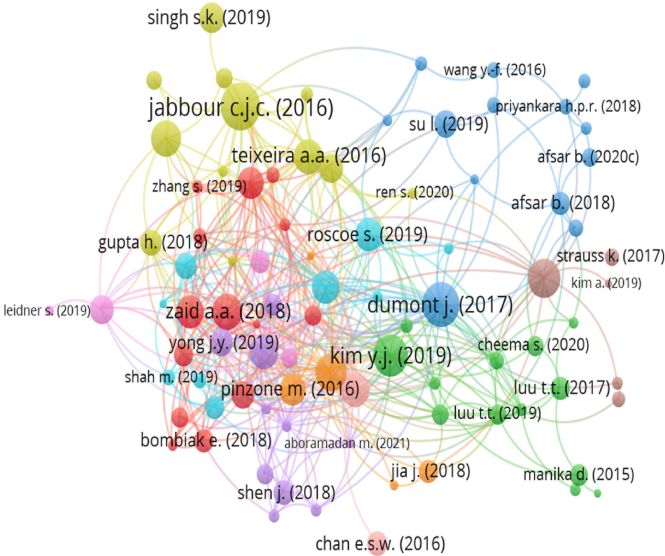 singh s.k. (2019)
wang y.-f. (2016)
jabbour c.j.c. (2016)
priyankara h.p.r. (2018)
su l. (2019)
teixeira a.a. (2016)
afsar b. (2020c)
zhang s. (2019)
ren s. (2020)
afsar b. (2018)
roscoe s. (2019)
gupta h. (2018)
strauss k. (2017)
kim a. (2019)
leidner s. (2019)
zaid a.a. (2018)
dumont j. (2017)
yong j.y. (2019)
kim y.j. (2019)
cheema s. (2020)
shah m. (2019)
pinzone m. (2016)
luu t.t. (2017)
luu t.t. (2019)
bombiak e. (2018)
aboramadan m. (2021)
jia j. (2018)
manika d. (2015)
shen j. (2018)
chan e.s.w. (2016)